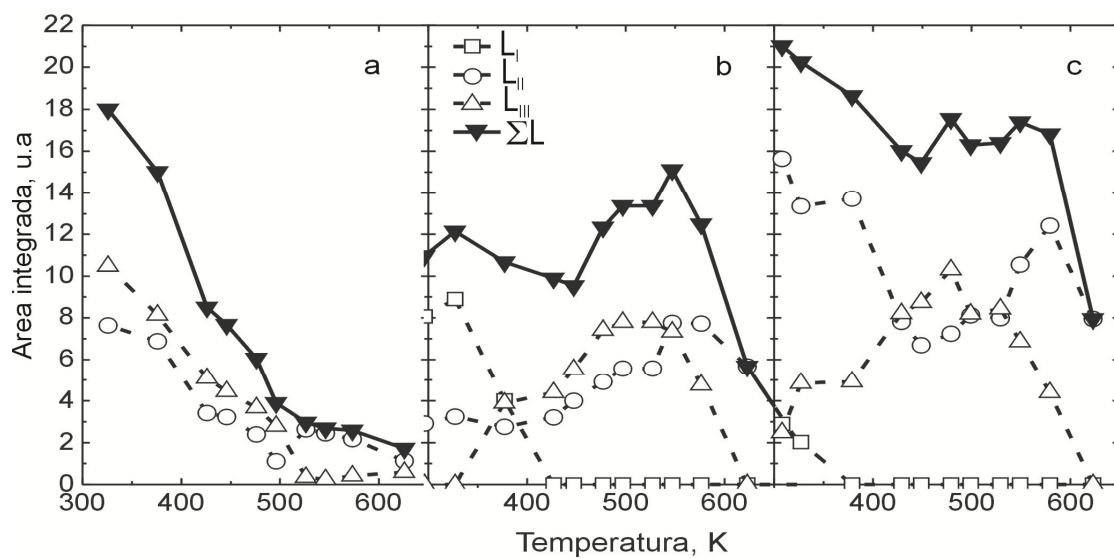 22
20
18
16
14
12
10
8
6
4
2
0
Area integrada, u.a
a
b
c
L_I
L_II
L_III
ΣL
300 400 500 600
400 500 600 700
400 500 600
Temperatura, K